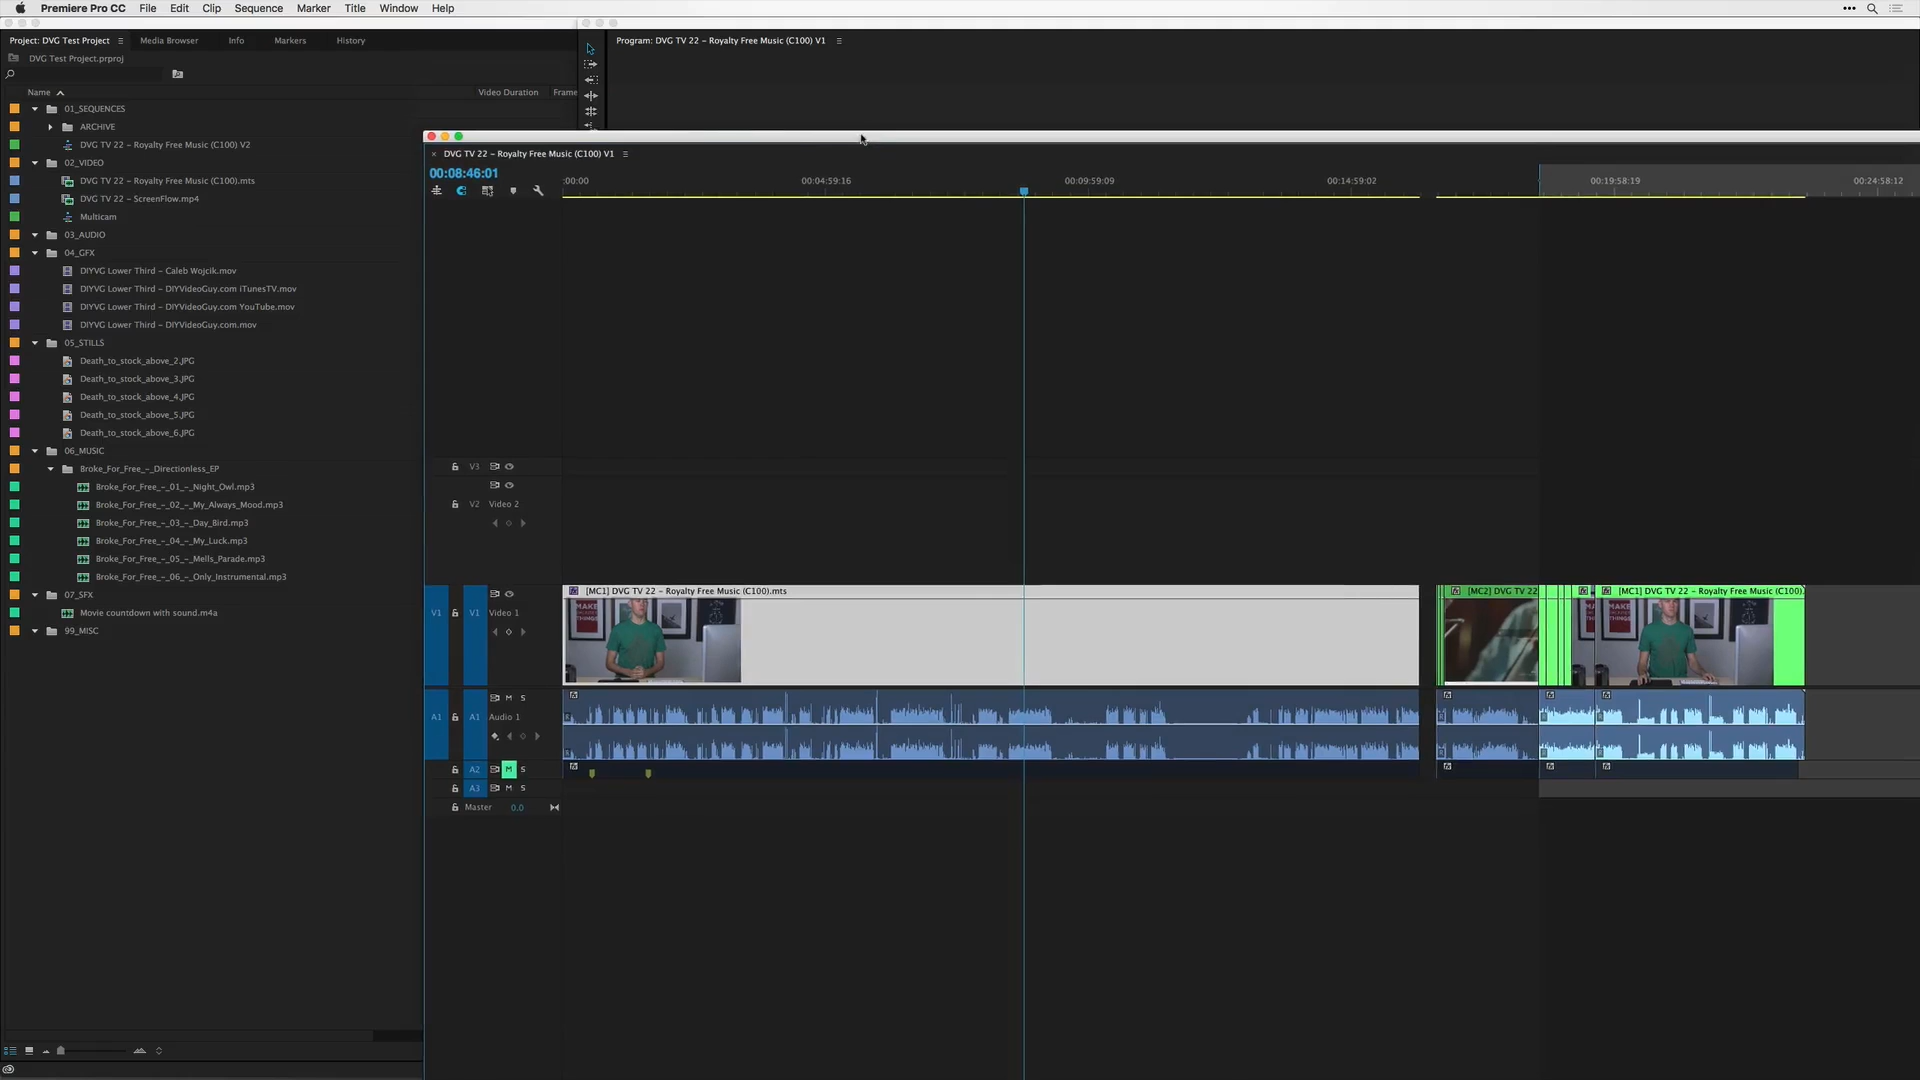 Premiere Pro CC File Edit Clip Sequence Marker Title Window Help
Project: DVG Test Project Media Browser Info Markers History
Program: DVG TV 22 – Royalty Free Music (C100) V1
DVG Test Project.prproj
Name Video Duration Frame
01_SEQUENCES
ARCHIVE
DVG TV 22 – Royalty Free Music (C100) V2
02_VIDEO
DVG TV 22 – Royalty Free Music (C100).mts
DVG TV 22 – ScreenFlow.mp4
Multicam
03_AUDIO
04_GFX
DIYVG Lower Third – Caleb Wojcik.mov
DIYVG Lower Third – DIYVideoGuy.com iTunesTV.mov
DIYVG Lower Third – DIYVideoGuy.com YouTube.mov
DIYVG Lower Third – DIYVideoGuy.com.mov
05_STILLS
Death_to_stock_above_2.JPG
Death_to_stock_above_3.JPG
Death_to_stock_above_4.JPG
Death_to_stock_above_5.JPG
Death_to_stock_above_6.JPG
06_MUSIC
Broke_For_Free_–_Directionless_EP
Broke_For_Free_–_01_–_Night_Owl.mp3
Broke_For_Free_–_02_–_My_Always_Mood.mp3
Broke_For_Free_–_03_–_Day_Bird.mp3
Broke_For_Free_–_04_–_My_Luck.mp3
Broke_For_Free_–_05_–_Mells_Parade.mp3
Broke_For_Free_–_06_–_Only_Instrumental.mp3
07_SFX
Movie countdown with sound.m4a
99_MISC
DVG TV 22 – Royalty Free Music (C100) V1
00:08:46:01
:00:00 00:04:59:16 00:09:59:09 00:14:59:02 00:19:58:19 00:24:58:12
V3
V2 Video 2
[MC1] DVG TV 22 – Royalty Free Music (C100).mts [MC2] DVG TV 22 [MC1] DVG TV 22 – Royalty Free Music (C100).
V1 V1 Video 1
MAKE
THINGS
M S
A1 A1 Audio 1
A2 M S
A3 M S
Master 0.0